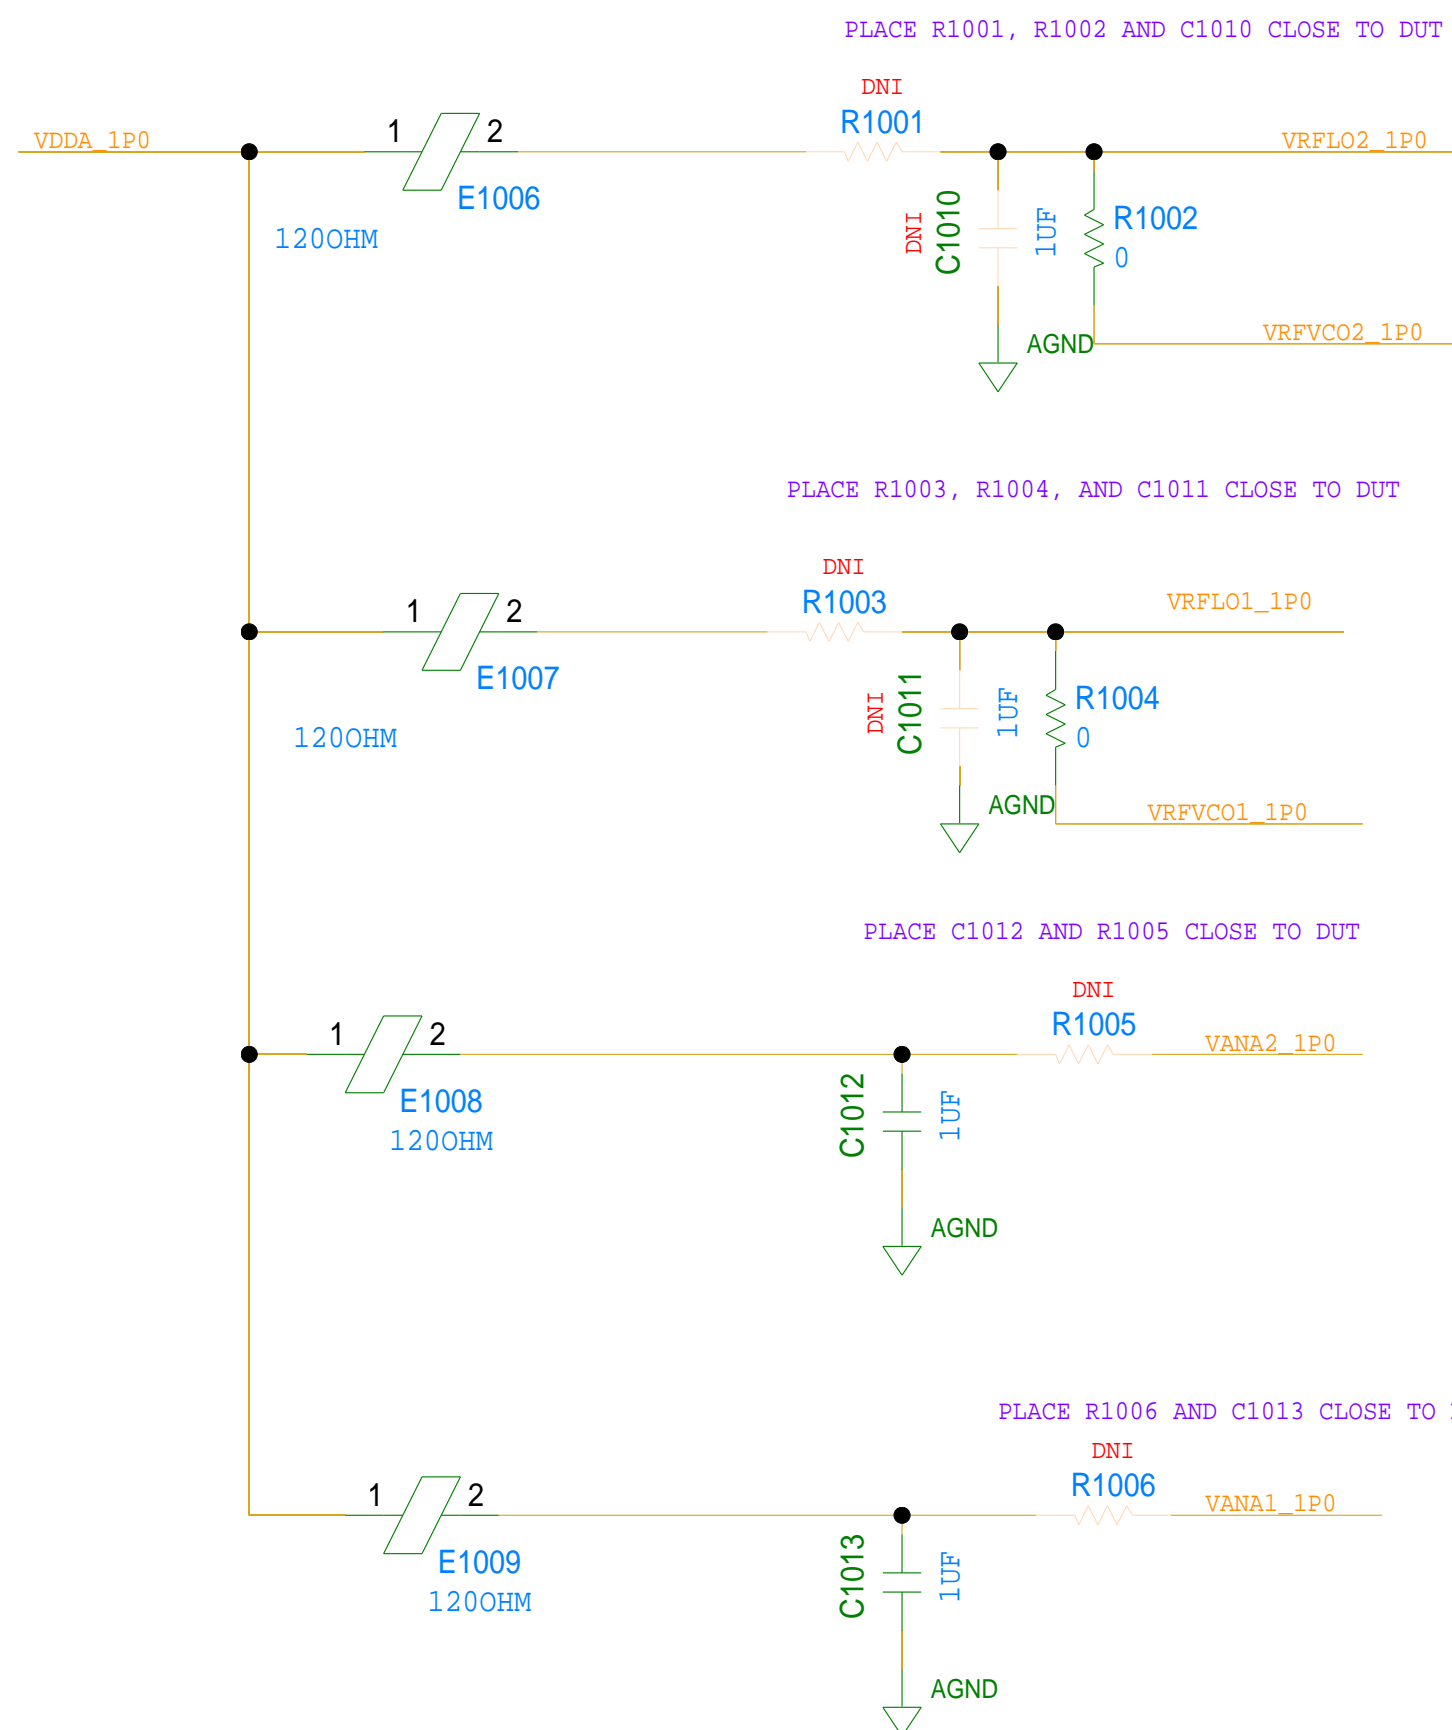 PLACE R1001, R1002 AND C1010 CLOSE TO DUT
DNI
R1001
VDDA_1P0
1
2
E1006
120OHM
VRFLO2_1P0
DNI
C1010
1UF
R1002
0
AGND
VRFVCO2_1P0
PLACE R1003, R1004, AND C1011 CLOSE TO DUT
DNI
R1003
1
2
E1007
120OHM
VRFLO1_1P0
DNI
C1011
1UF
R1004
0
AGND
VRFVCO1_1P0
PLACE C1012 AND R1005 CLOSE TO DUT
DNI
R1005
1
2
E1008
120OHM
VANA2_1P0
C1012
1UF
AGND
PLACE R1006 AND C1013 CLOSE TO
DNI
R1006
1
2
E1009
120OHM
VANA1_1P0
C1013
1UF
AGND